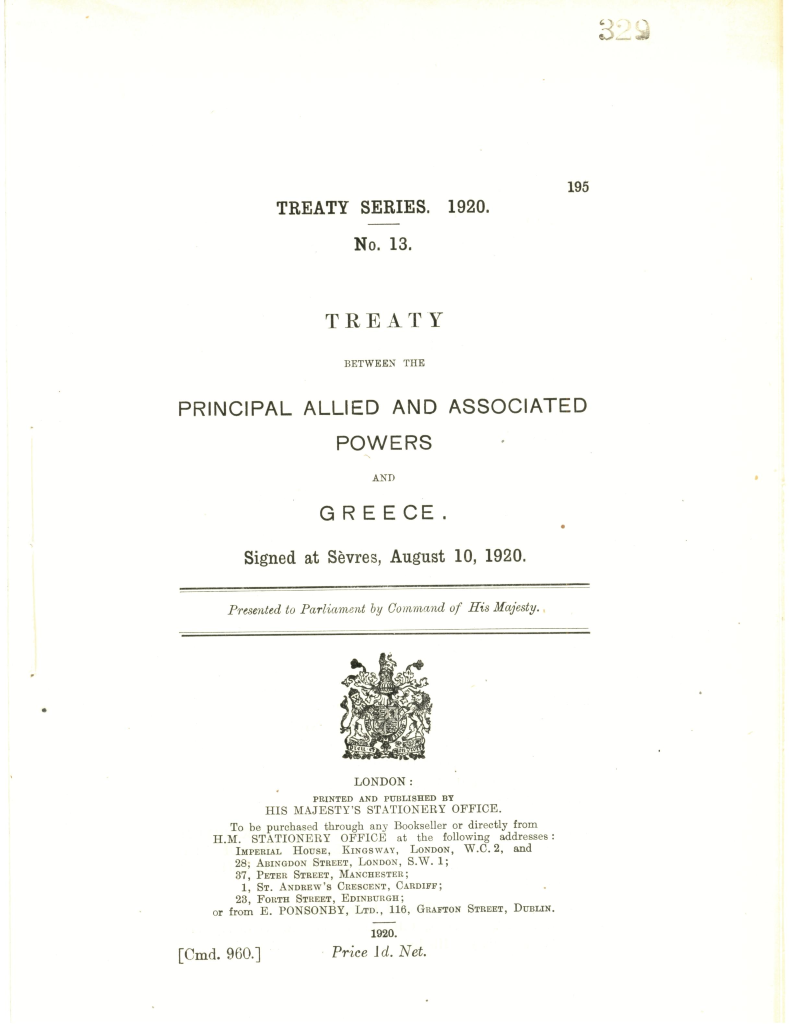 329
195
TREATY SERIES. 1920.
No. 13.
TREATY
BETWEEN THE
PRINCIPAL ALLIED AND ASSOCIATED
POWERS
AND
GREECE.
Signed at Sèvres, August 10, 1920.
Presented to Parliament by Command of His Majesty.
LONDON:
PRINTED AND PUBLISHED BY
HIS MAJESTY'S STATIONERY OFFICE.
To be purchased through any Bookseller or directly from
H.M. STATIONERY OFFICE at the following addresses:
IMPERIAL HOUSE, KINGSWAY, LONDON, W.C. 2, and
28, ABINGDON STREET, LONDON, S.W. 1;
37, PETER STREET, MANCHESTER;
1, ST. ANDREW'S CRESCENT, CARDIFF;
23, FORTH STREET, EDINBURGH;
or from E. PONSONBY, LTD., 116, GRAFTON STREET, DUBLIN.
1920.
[Cmd. 960.] Price 1d. Net.